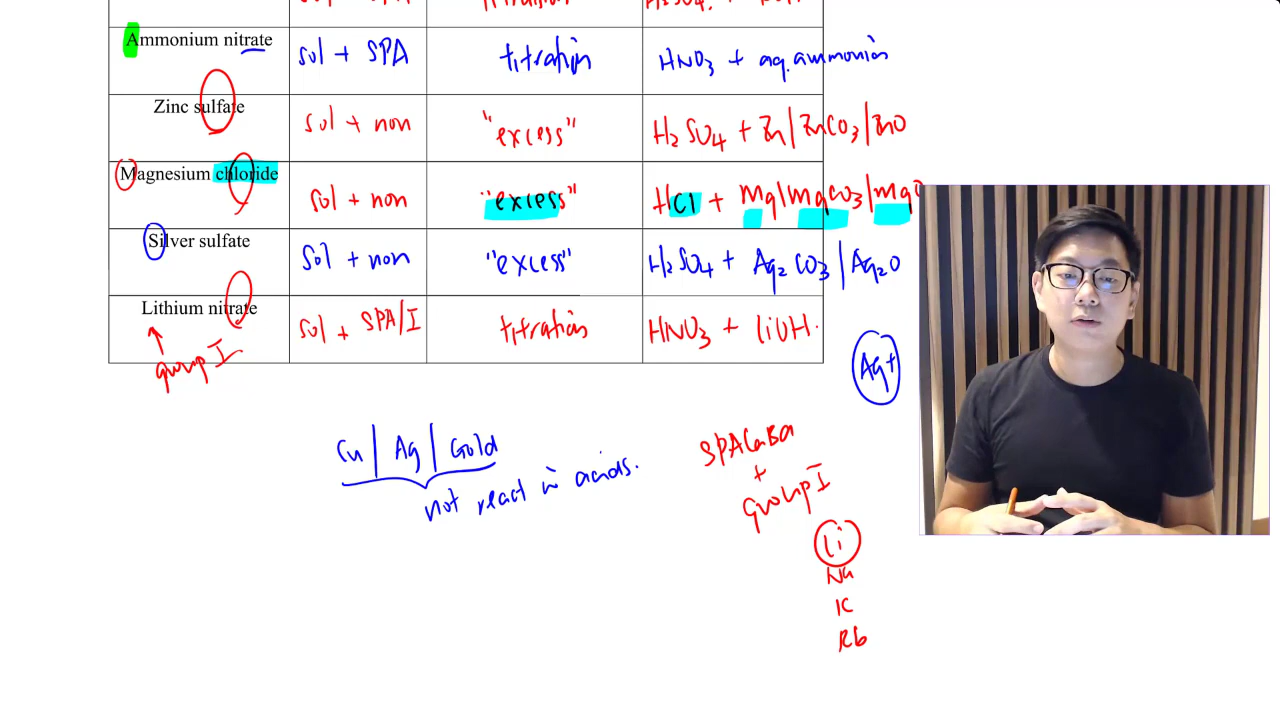 Ammonium nitrate sol + SPA titration HNO3 + aq. ammonia
Zinc sulfate sol + non "excess" H2SO4 + Zn/ZnCO3/ZnO
Magnesium chloride sol + non "excess" HCl + Mg/MgCO3/MgO
Silver sulfate Sol + non "excess" H2SO4 + Ag2CO3/Ag2O
Lithium nitrate sol + SPA/I titration HNO3 + LiOH.
group I
Ag+
Cu | Ag | Gold
not react in acids.
SPACaBa
+
group I
Li
Na
K
Rb